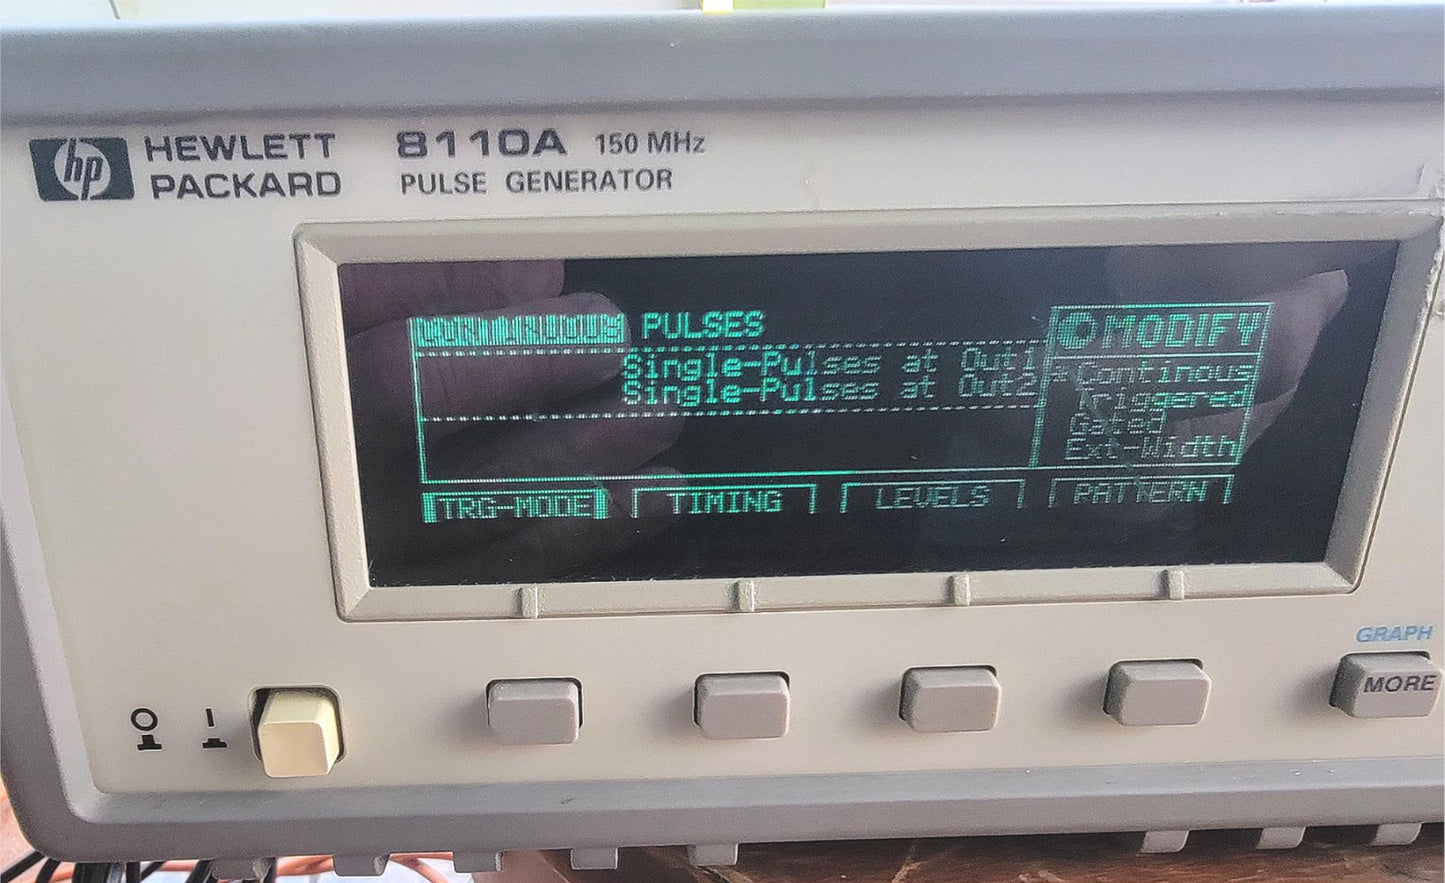 hp HEWLETT PACKARD
8110A 150 MHz
PULSE GENERATOR
PULSES
MODIFY
Single-Pulses at Out1
Single-Pulses at Out2
Continous
Triggered
Gated
Ext-Width
TRG-MODE TIMING LEVELS PATTERN
GRAPH
MORE